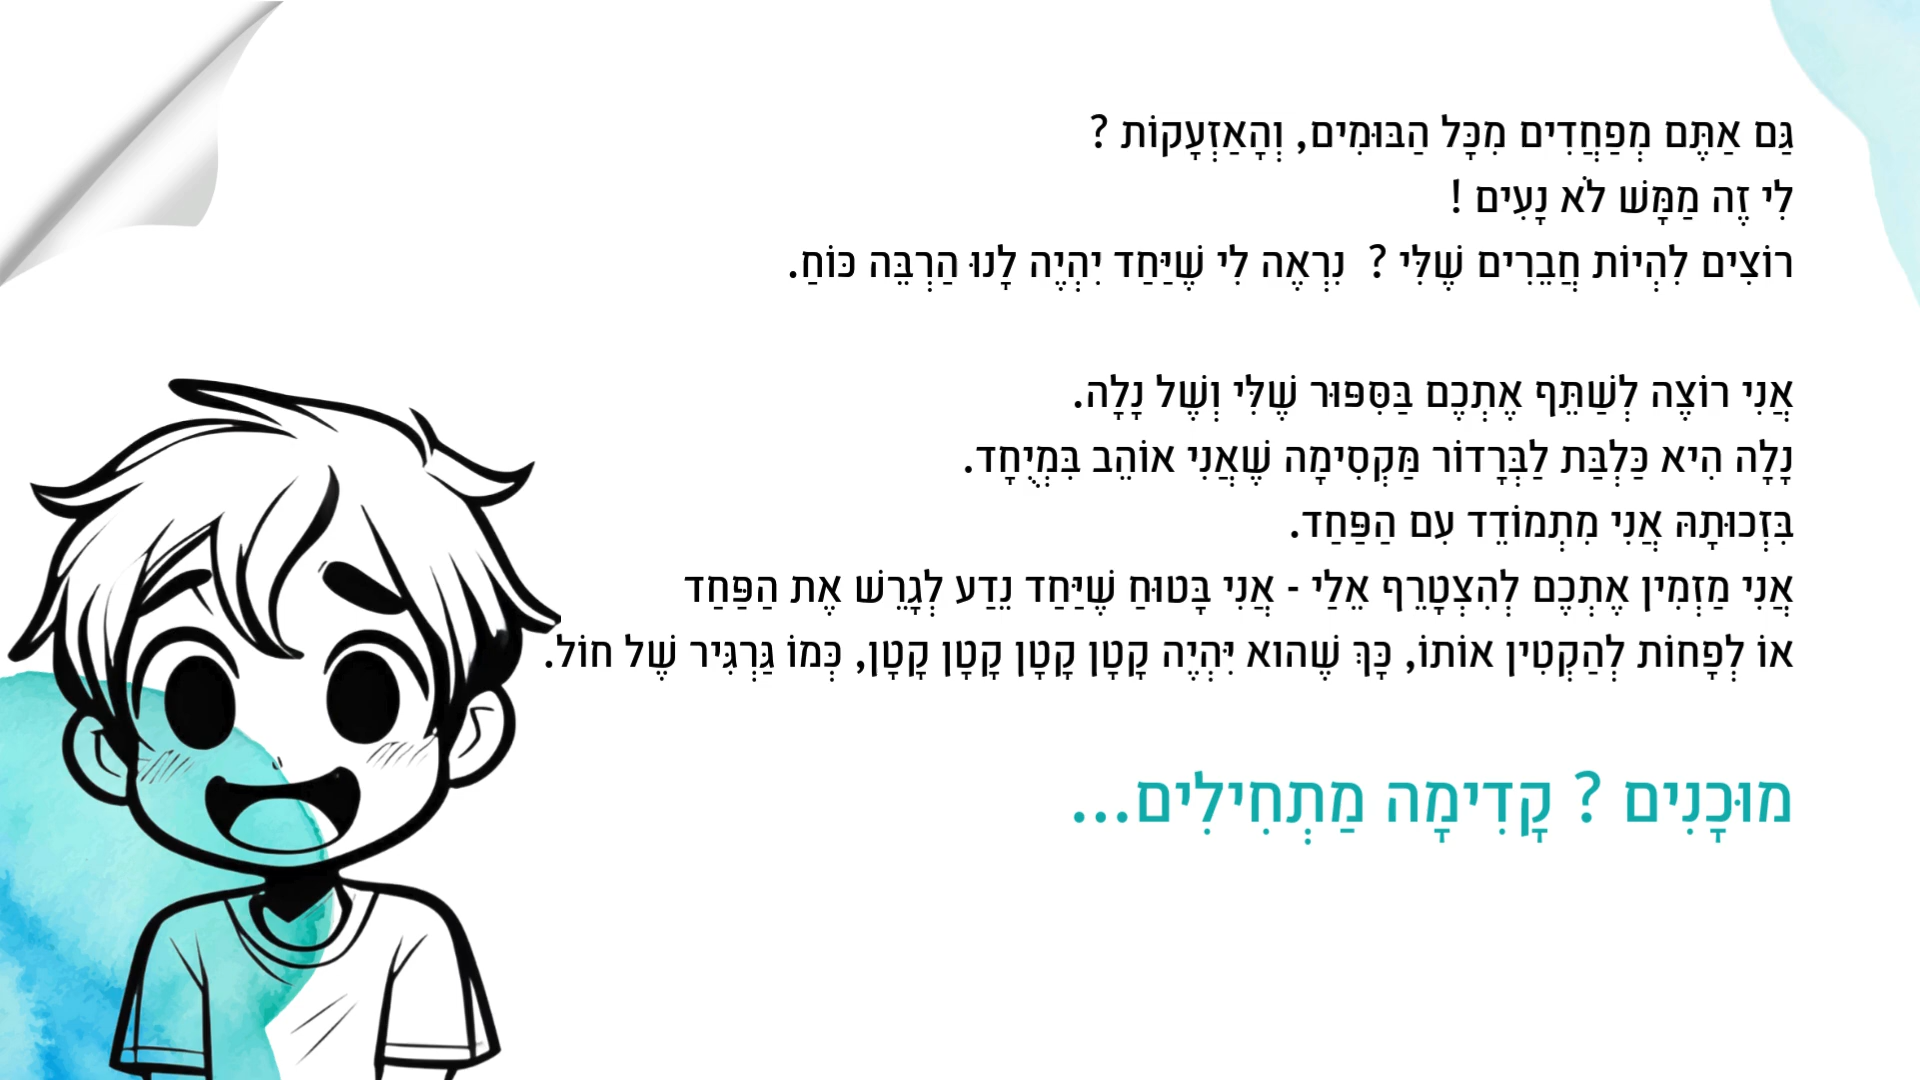 גַּם אַתֶּם מְפַחֲדִים מִכָּל הַבּוּמִים, וְהָאַזְעָקוֹת ?
לִי זֶה מַמָּשׁ לֹא נָעִים !
רוֹצִים לִהְיוֹת חֲבֵרִים שֶׁלִּי ? נִרְאֶה לִי שֶׁיַּחַד יִהְיֶה לָנוּ הַרְבֵּה כּוֹחַ.
אֲנִי רוֹצֶה לְשַׁתֵּף אֶתְכֶם בַּסִּפּוּר שֶׁלִּי וְשֶׁל נָלָה.
נָלָה הִיא כַּלְבַּת לַבְּרָדוֹר מַּקְסִימָה שֶׁאֲנִי אוֹהֵב בִּמְיֻחָד.
בִּזְכוּתָהּ אֲנִי מִתְמוֹדֵד עִם הַפַּחַד.
אֲנִי מַזְמִין אֶתְכֶם לְהִצְטָרֵף אֵלַי - אֲנִי בָּטוּחַ שֶׁיַּחַד נֵדַע לְגָרֵשׁ אֶת הַפַּחַד
אוֹ לְפָחוֹת לְהַקְטִין אוֹתוֹ, כָּךְ שֶׁהוּא יִּהְיֶה קָטָן קָטָן קָטָן קָטָן קָטָן, כְּמוֹ גַּרְגִּיר שֶׁל חוֹל.
מוּכָנִים ? קָדִימָה מַתְחִילִים...